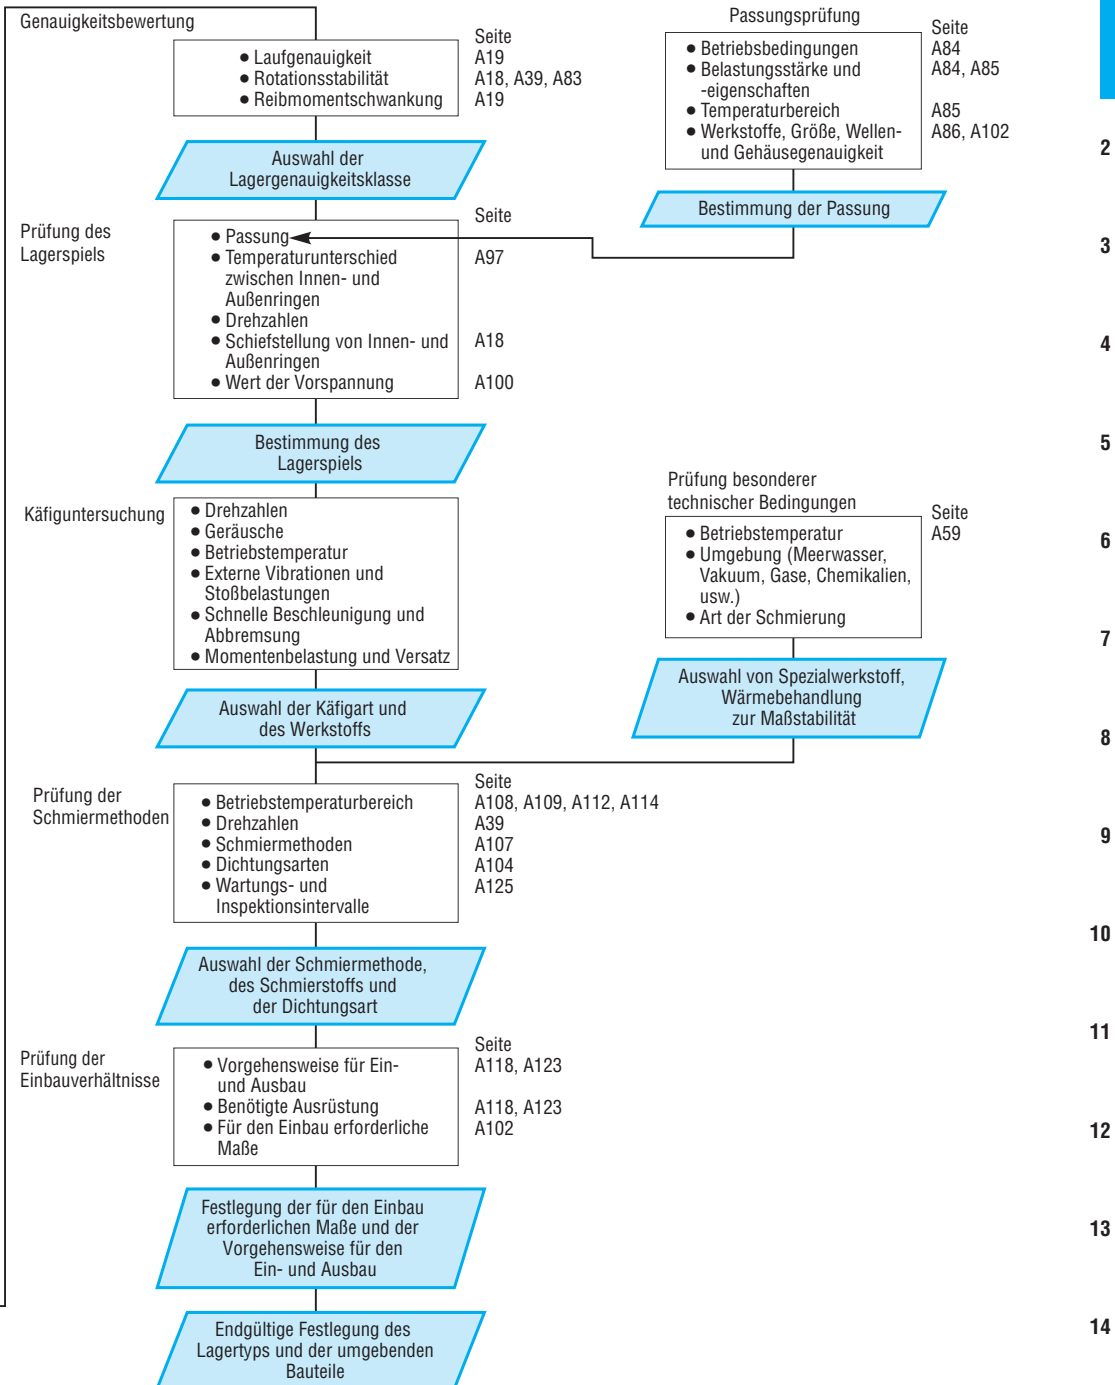 Genauigkeitsbewertung
Seite
● Laufgenauigkeit A19
● Rotationsstabilität A18, A39, A83
● Reibmomentschwankung A19
Auswahl der
Lagergenauigkeitsklasse
Passungsprüfung
Seite
● Betriebsbedingungen A84
● Belastungsstärke und A84, A85
-eigenschaften
● Temperaturbereich A85
● Werkstoffe, Größe, Wellen- A86, A102
und Gehäusegenauigkeit
Bestimmung der Passung
Prüfung des
Lagerspiels
Seite
● Passung
● Temperaturunterschied A97
zwischen Innen- und
Außenringen
● Drehzahlen
● Schiefstellung von Innen- und A18
Außenringen
● Wert der Vorspannung A100
Bestimmung des
Lagerspiels
Käfiguntersuchung
● Drehzahlen
● Geräusche
● Betriebstemperatur
● Externe Vibrationen und
Stoßbelastungen
● Schnelle Beschleunigung und
Abbremsung
● Momentenbelastung und Versatz
Auswahl der Käfigart und
des Werkstoffs
Prüfung besonderer
technischer Bedingungen
Seite
● Betriebstemperatur A59
● Umgebung (Meerwasser,
Vakuum, Gase, Chemikalien,
usw.)
● Art der Schmierung
Auswahl von Spezialwerkstoff,
Wärmebehandlung
zur Maßstabilität
Prüfung der
Schmiermethoden
Seite
● Betriebstemperaturbereich A108, A109, A112, A114
● Drehzahlen A39
● Schmiermethoden A107
● Dichtungsarten A104
● Wartungs- und A125
Inspektionsintervalle
Auswahl der Schmiermethode,
des Schmierstoffs und
der Dichtungsart
Prüfung der
Einbauverhältnisse
Seite
● Vorgehensweise für Ein- A118, A123
und Ausbau
● Benötigte Ausrüstung A118, A123
● Für den Einbau erforderliche A102
Maße
Festlegung der für den Einbau
erforderlichen Maße und der
Vorgehensweise für den
Ein- und Ausbau
Endgültige Festlegung des
Lagertyps und der umgebenden
Bauteile
2
3
4
5
6
7
8
9
10
11
12
13
14